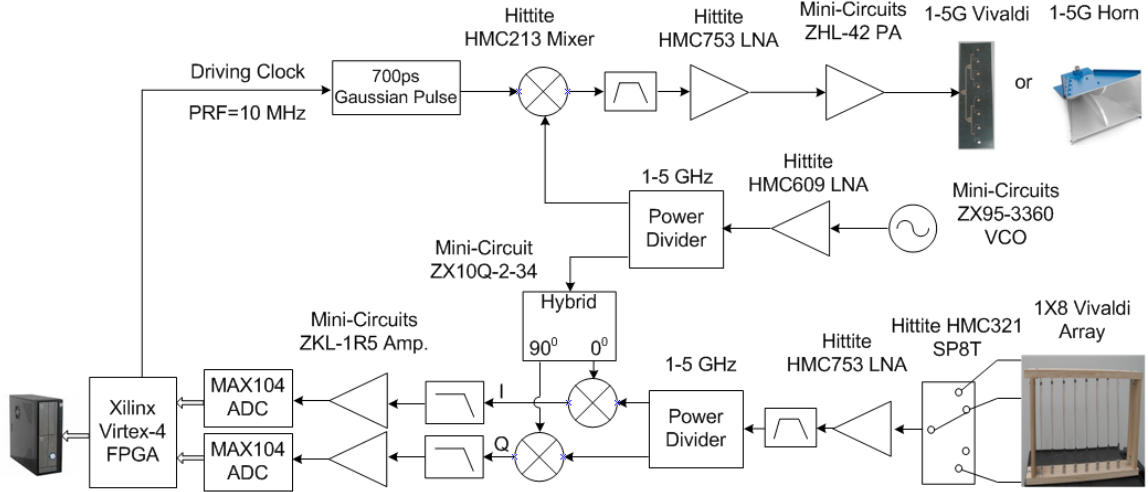 Hittite
HMC213 Mixer
Hittite
HMC753 LNA
Mini-Circuits
ZHL-42 PA
1-5G Vivaldi
1-5G Horn
Driving Clock
PRF=10 MHz
700ps
Gaussian Pulse
or
1-5 GHz
Power
Divider
Hittite
HMC609 LNA
Mini-Circuits
ZX95-3360
VCO
Mini-Circuit
ZX10Q-2-34
Hybrid
90⁰
0⁰
Mini-Circuits
ZKL-1R5 Amp.
1-5 GHz
Power
Divider
Hittite
HMC753 LNA
Hittite HMC321
SP8T
1X8 Vivaldi
Array
Xilinx
Virtex-4
FPGA
MAX104
ADC
I
MAX104
ADC
Q